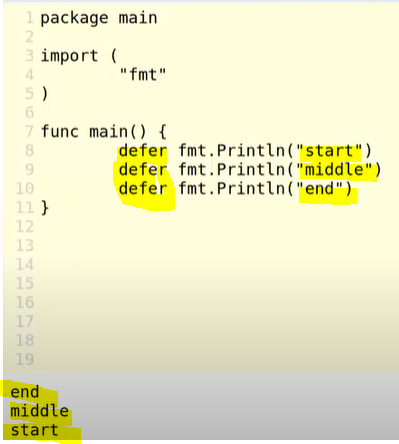 1 package main
2
3 import (
4 "fmt"
5 )
6
7 func main() {
8 defer fmt.Println("start")
9 defer fmt.Println("middle")
10 defer fmt.Println("end")
11 }
12
13
14
15
16
17
18
19
end
middle
start